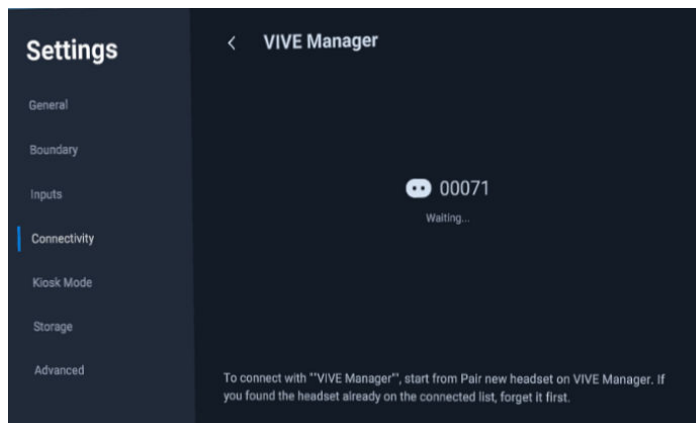 Settings
General
Boundary
Inputs
Connectivity
Kiosk Mode
Storage
Advanced
< VIVE Manager
00071
Waiting...
To connect with ""VIVE Manager"", start from Pair new headset on VIVE Manager. If
you found the headset already on the connected list, forget it first.